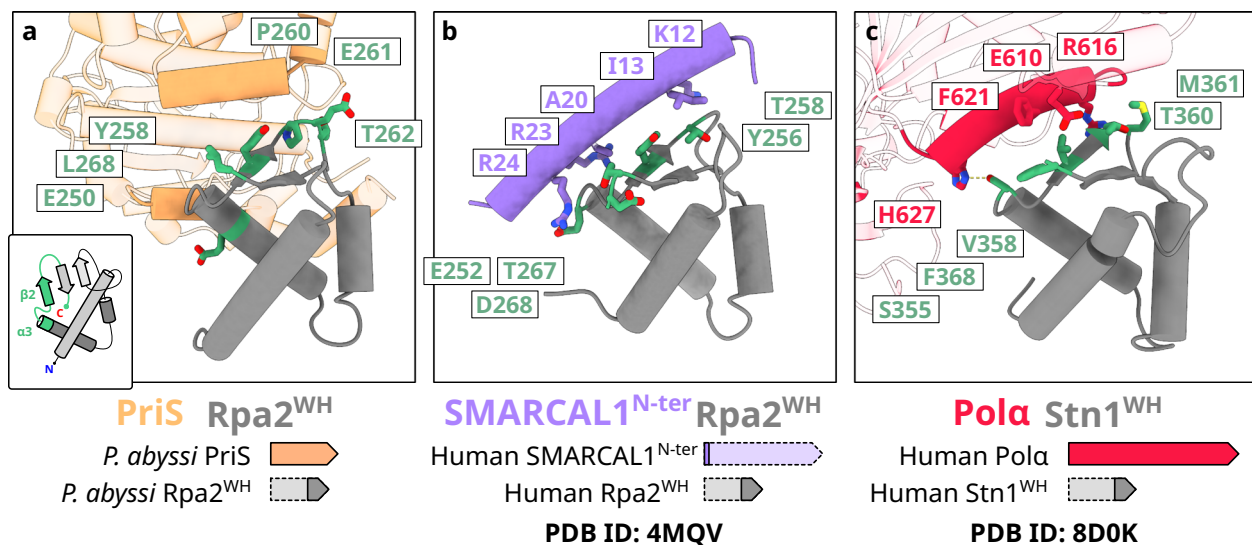 a
P260
E261
Y258
T262
L268
E250
β2
α3
C
N
b
K12
I13
A20
T258
R23
Y256
R24
E252 T267
D268
c
E610 R616
M361
F621
T360
H627
V358
F368
S355
PriS Rpa2WH
P. abyssi PriS
P. abyssi Rpa2WH
SMARCAL1N-ter Rpa2WH
Human SMARCAL1N-ter
Human Rpa2WH
PDB ID: 4MQV
Polα Stn1WH
Human Polα
Human Stn1WH
PDB ID: 8D0K